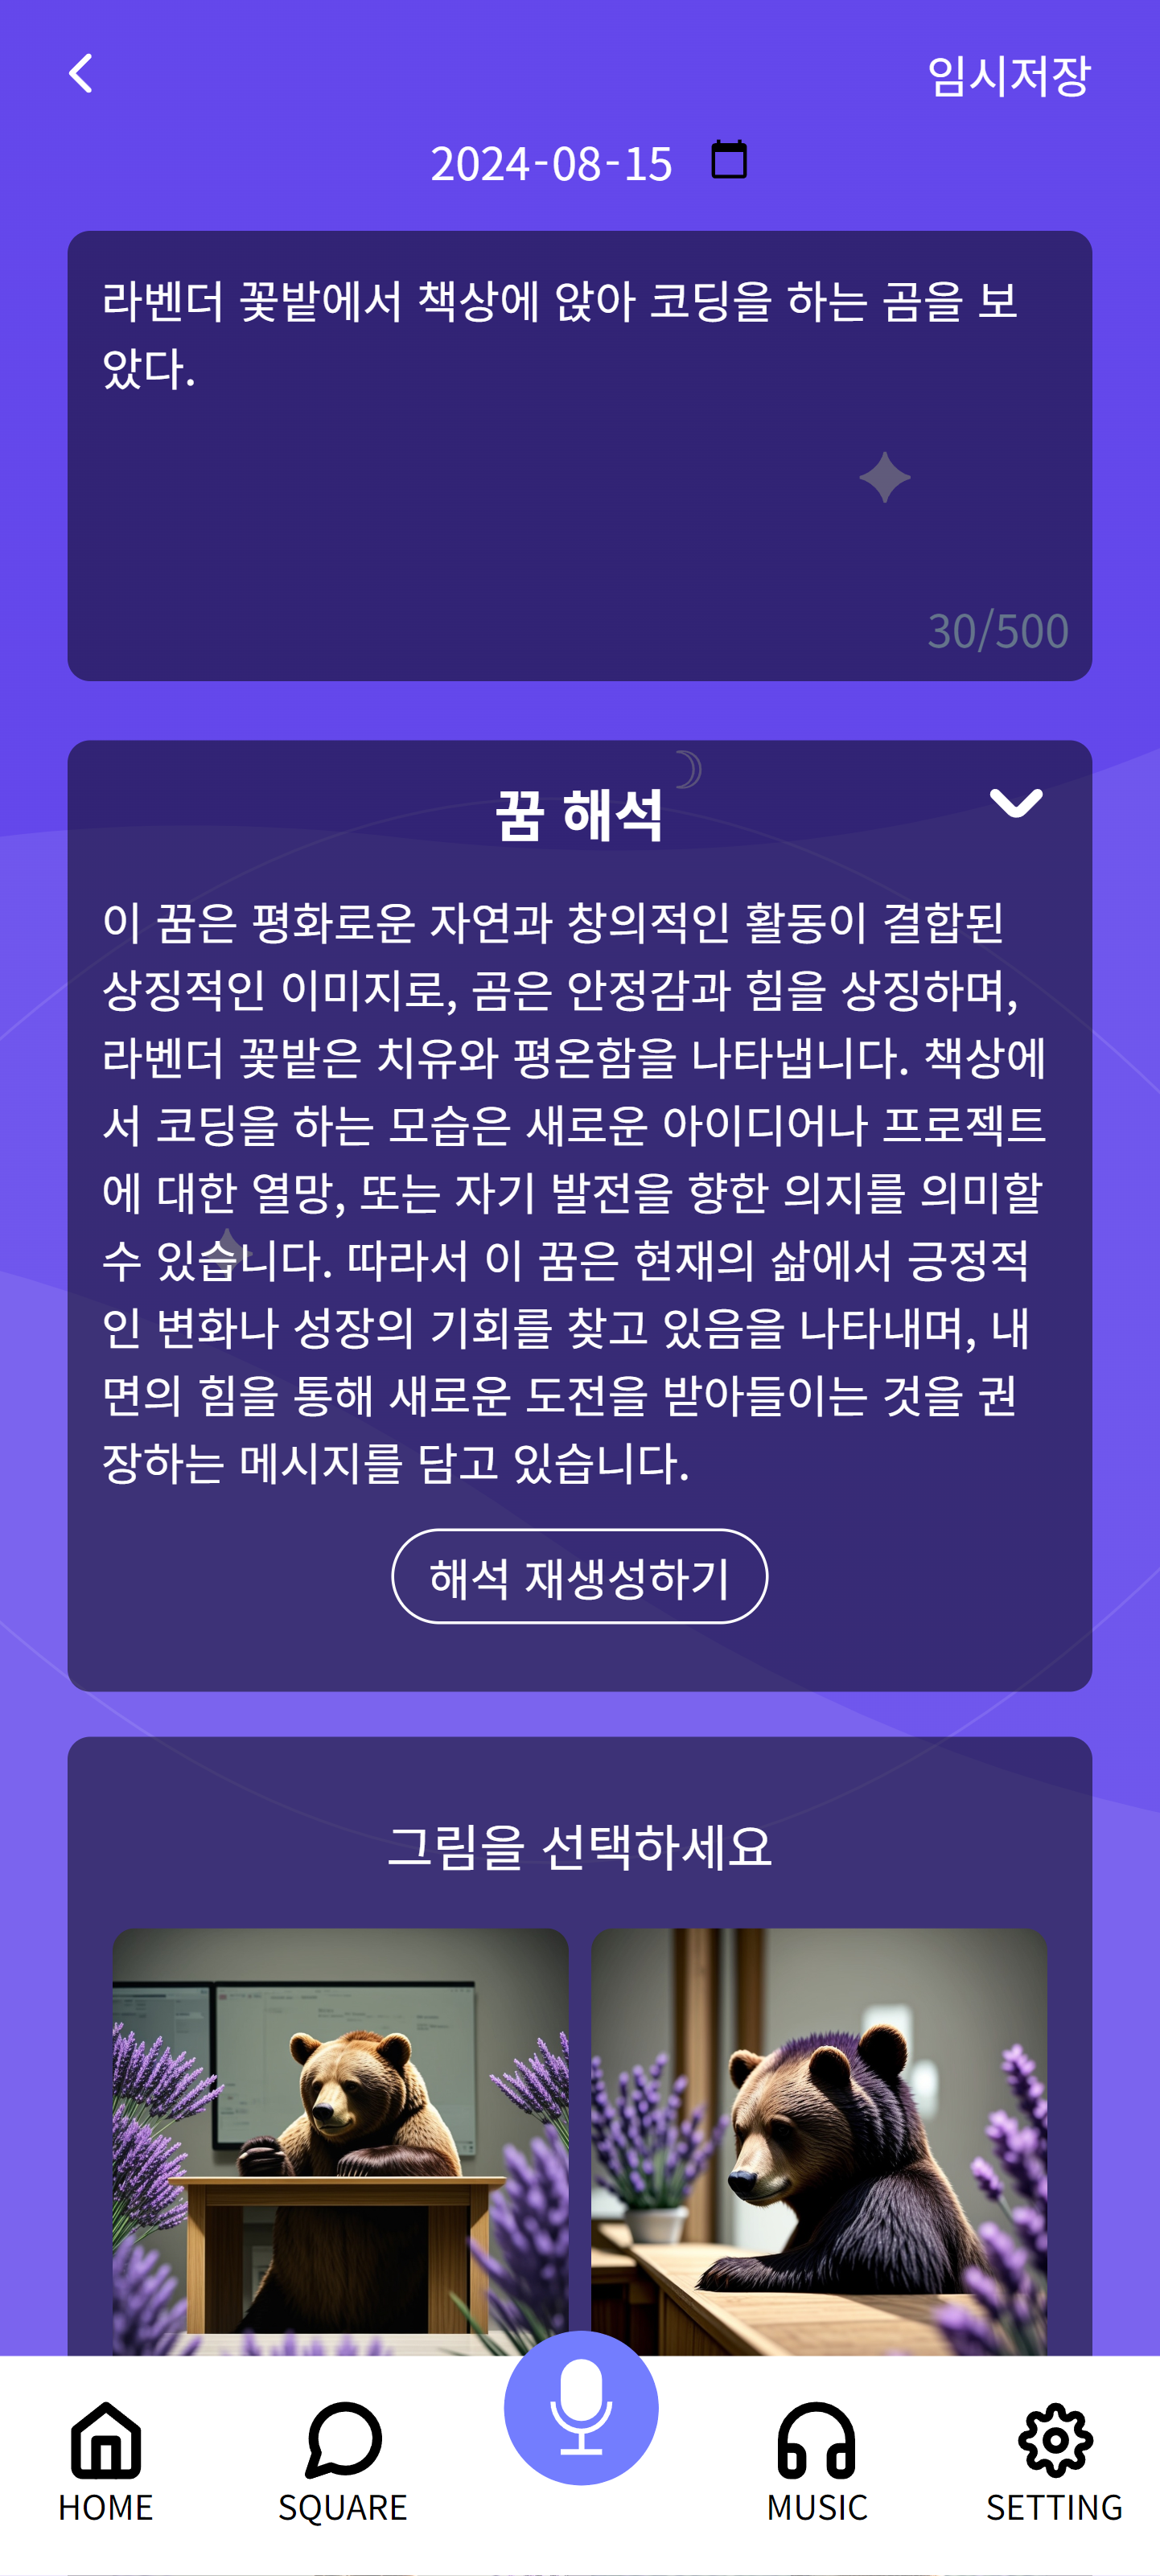 임시저장
2024-08-15
라벤더 꽃밭에서 책상에 앉아 코딩을 하는 곰을 보
았다.
30/500
꿈 해석
이 꿈은 평화로운 자연과 창의적인 활동이 결합된
상징적인 이미지로, 곰은 안정감과 힘을 상징하며,
라벤더 꽃밭은 치유와 평온함을 나타냅니다. 책상에
서 코딩을 하는 모습은 새로운 아이디어나 프로젝트
에 대한 열망, 또는 자기 발전을 향한 의지를 의미할
수 있습니다. 따라서 이 꿈은 현재의 삶에서 긍정적
인 변화나 성장의 기회를 찾고 있음을 나타내며, 내
면의 힘을 통해 새로운 도전을 받아들이는 것을 권
장하는 메시지를 담고 있습니다.
해석 재생성하기
그림을 선택하세요
HOME
SQUARE
MUSIC
SETTING